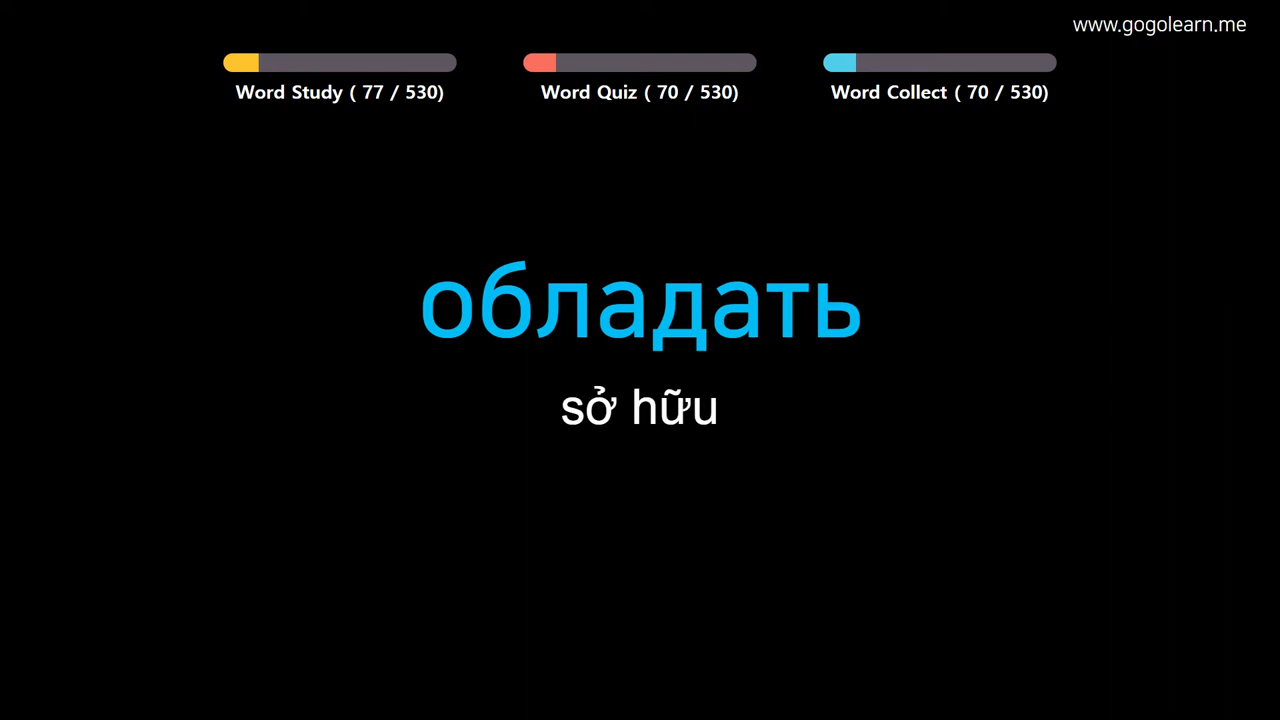 www.gogolearn.me
Word Study ( 77 / 530)
Word Quiz ( 70 / 530)
Word Collect ( 70 / 530)
обладать
sở hữu